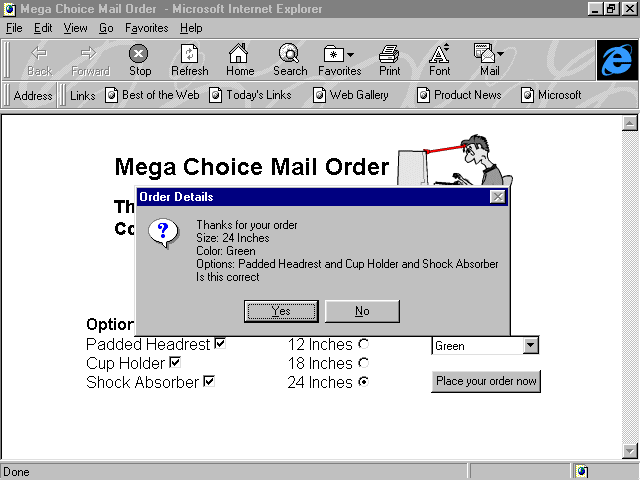 Mega Choice Mail Order - Microsoft Internet Explorer
File Edit View Go Favorites Help
Back Forward Stop Refresh Home Search Favorites Print Font Mail
Address Links Best of the Web Today's Links Web Gallery Product News Microsoft
Mega Choice Mail Order
Th
Co
Order Details
Thanks for your order
Size: 24 Inches
Color: Green
Options: Padded Headrest and Cup Holder and Shock Absorber
Is this correct
Yes No
Option
Padded Headrest 12 Inches Green
Cup Holder 18 Inches
Shock Absorber 24 Inches Place your order now
Done